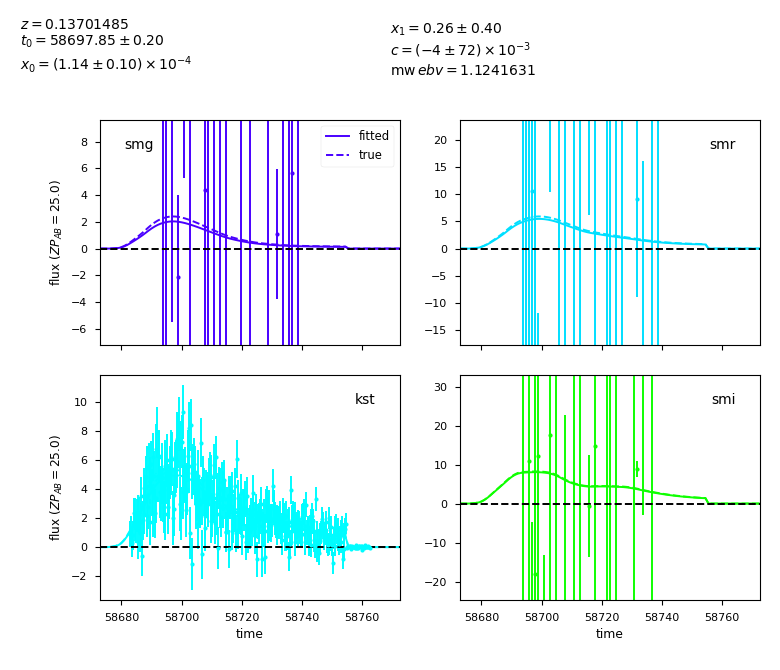 z = 0.13701485
t₀ = 58697.85 ± 0.20
x₀ = (1.14 ± 0.10) × 10⁻⁴
x₁ = 0.26 ± 0.40
c = (−4 ± 72) × 10⁻³
mw ebv = 1.1241631
smg
fitted
true
flux (ZP_AB = 25.0)
8
6
4
2
0
−2
−4
−6
smr
20
15
10
5
0
−5
−10
−15
kst
flux (ZP_AB = 25.0)
10
8
6
4
2
0
−2
58680 58700 58720 58740 58760
time
smi
30
20
10
0
−10
−20
58680 58700 58720 58740 58760
time